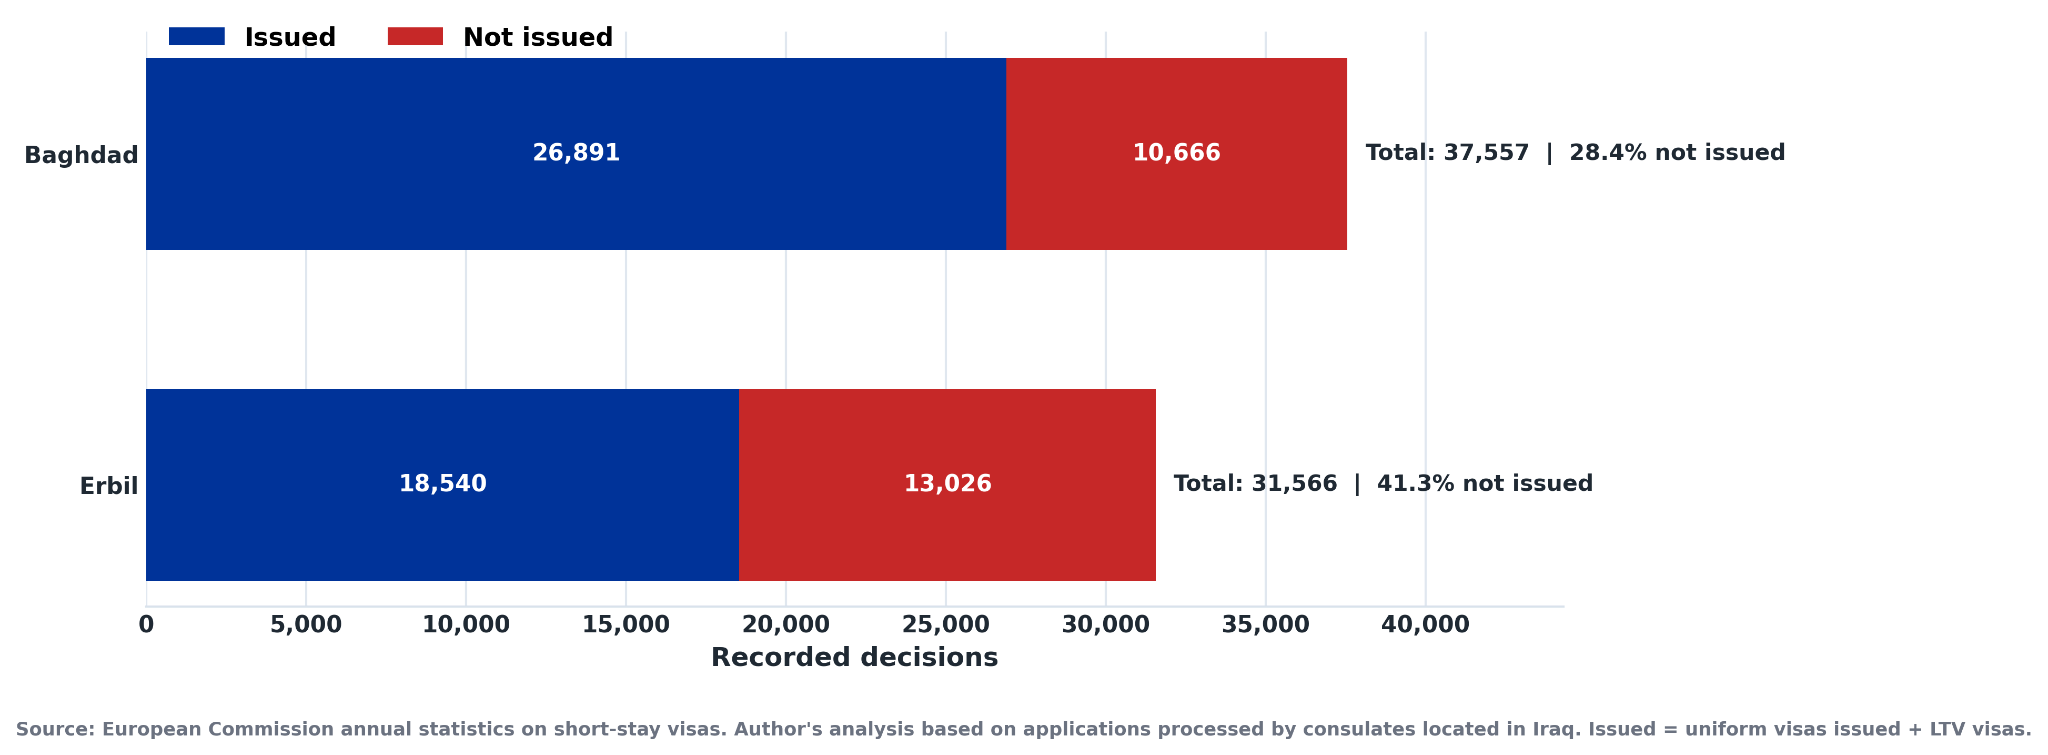 Issued Not issued
Baghdad 26,891 10,666 Total: 37,557 | 28.4% not issued
Erbil 18,540 13,026 Total: 31,566 | 41.3% not issued
0 5,000 10,000 15,000 20,000 25,000 30,000 35,000 40,000
Recorded decisions
Source: European Commission annual statistics on short-stay visas. Author's analysis based on applications processed by consulates located in Iraq. Issued = uniform visas issued + LTV visas.